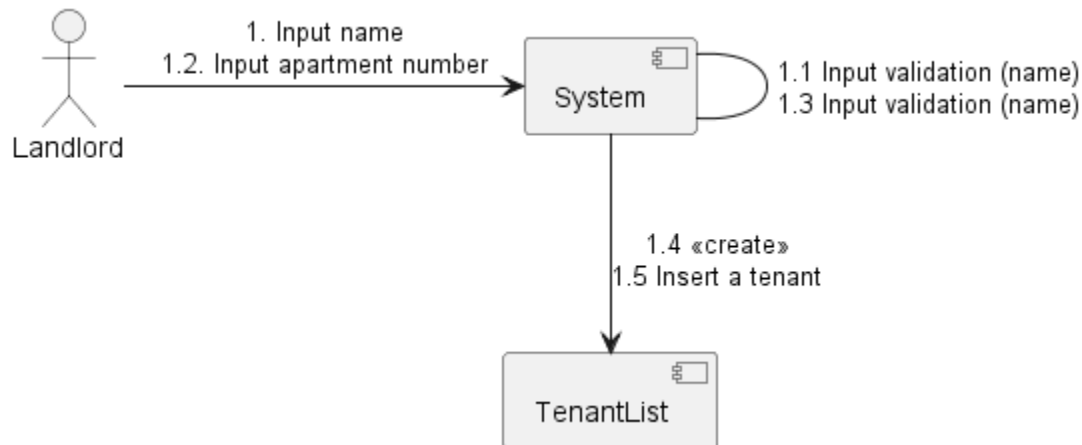 1. Input name
1.2. Input apartment number
Landlord
System
1.1 Input validation (name)
1.3 Input validation (name)
1.4 «create»
1.5 Insert a tenant
TenantList